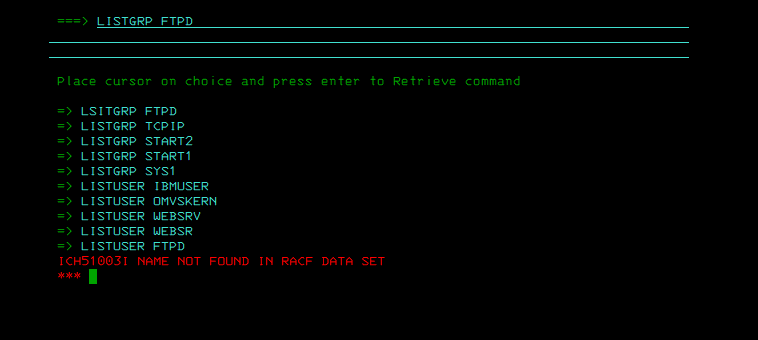 ===> LISTGRP FTPD
Place cursor on choice and press enter to Retrieve command
=> LSITGRP FTPD
=> LISTGRP TCPIP
=> LISTGRP START2
=> LISTGRP START1
=> LISTGRP SYS1
=> LISTUSER IBMUSER
=> LISTUSER OMVSKERN
=> LISTUSER WEBSRV
=> LISTUSER WEBSR
=> LISTUSER FTPD
ICH51003I NAME NOT FOUND IN RACF DATA SET
***